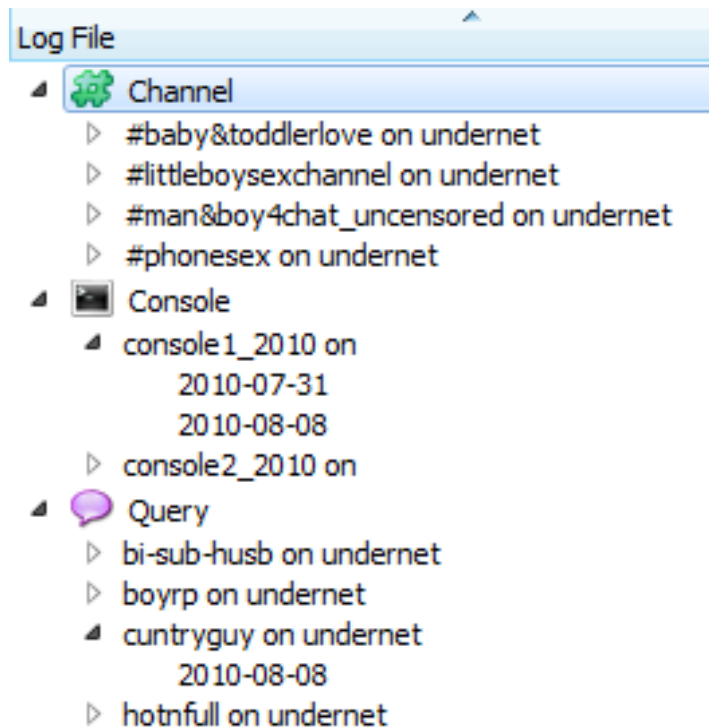 Log File
Channel
#baby&toddlerlove on undernet
#littleboysexchannel on undernet
#man&boy4chat_uncensored on undernet
#phonesex on undernet
Console
console1_2010 on
2010-07-31
2010-08-08
console2_2010 on
Query
bi-sub-husb on undernet
boyrp on undernet
cuntryguy on undernet
2010-08-08
hotnfull on undernet